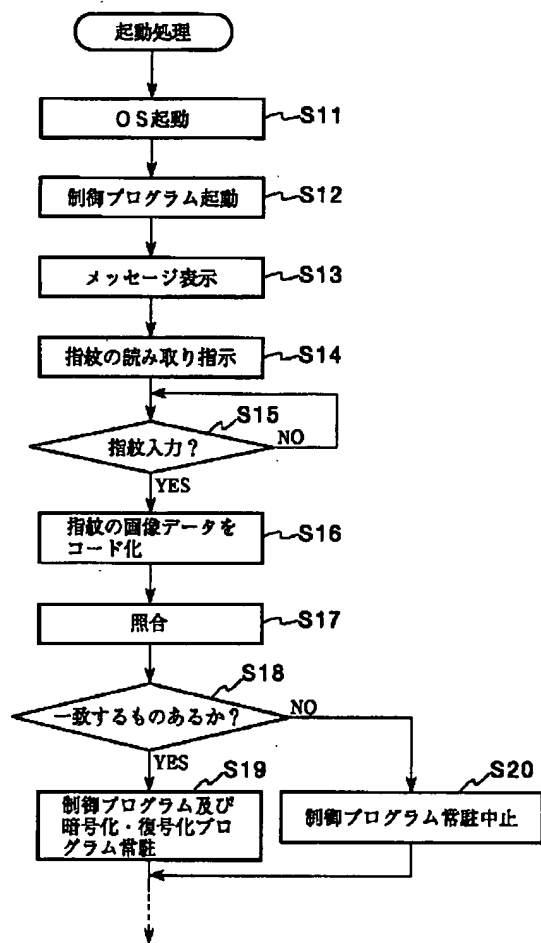 起動処理
OS起動
S11
制御プログラム起動
S12
メッセージ表示
S13
指紋の読み取り指示
S14
S15
指紋入力?
NO
YES
指紋の画像データを
コード化
S16
照合
S17
S18
一致するものあるか?
NO
YES
S19
制御プログラム及び
暗号化・復号化プロ
グラム常駐
S20
制御プログラム常駐中止